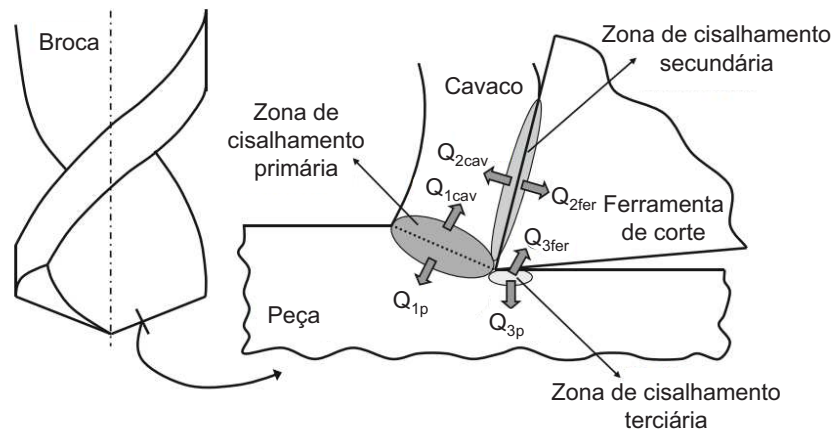 Broca
Zona de cisalhamento
secundária
Cavaco
Zona de
cisalhamento
primária
Q2cav
Q1cav
Q2fer
Ferramenta
de corte
Q3fer
Q1p
Peça
Q3p
Zona de cisalhamento
terciária